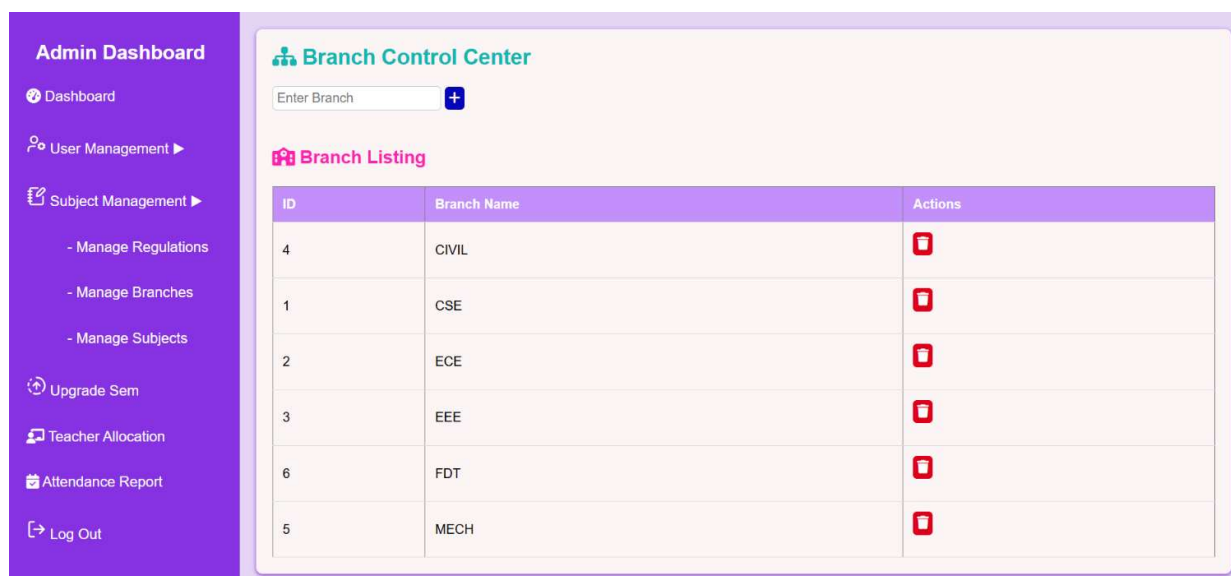 Admin Dashboard
Dashboard
User Management ▶
Subject Management ▶
- Manage Regulations
- Manage Branches
- Manage Subjects
Upgrade Sem
Teacher Allocation
Attendance Report
Log Out
Branch Control Center
Enter Branch +
Branch Listing
ID Branch Name Actions
4 CIVIL
1 CSE
2 ECE
3 EEE
6 FDT
5 MECH